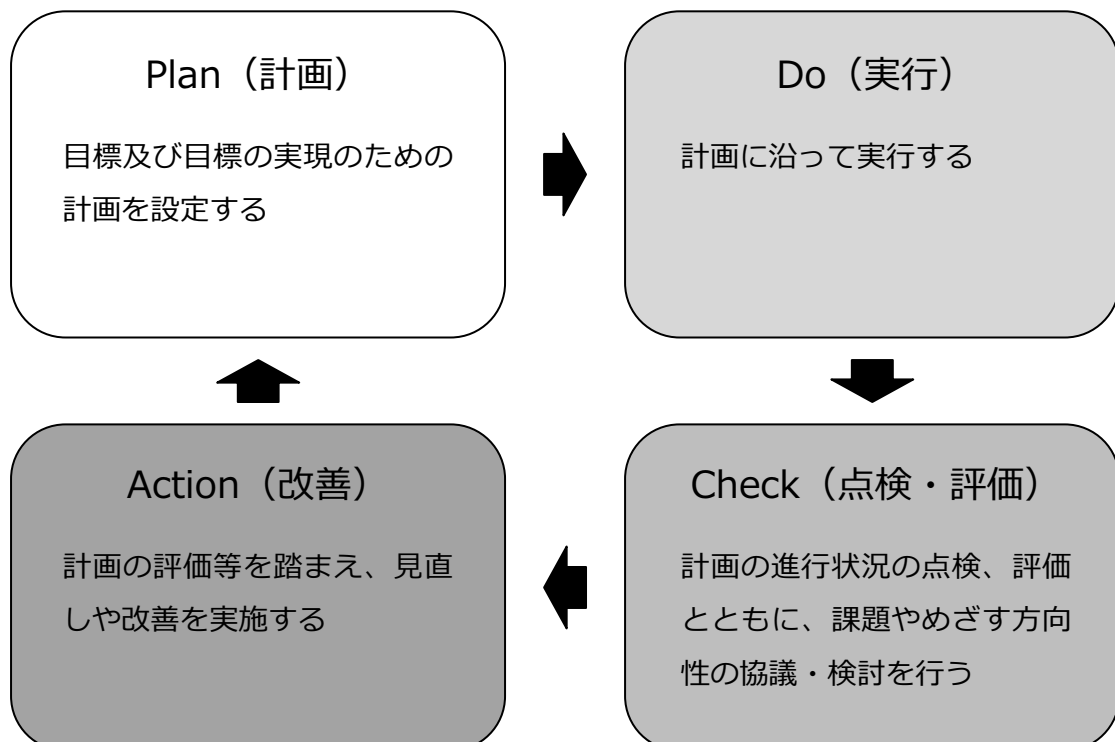 Plan（計画）
目標及び目標の実現のための
計画を設定する
Do（実行）
計画に沿って実行する
Action（改善）
計画の評価等を踏まえ、見直
しや改善を実施する
Check（点検・評価）
計画の進行状況の点検、評価
とともに、課題やめざす方向
性の協議・検討を行う